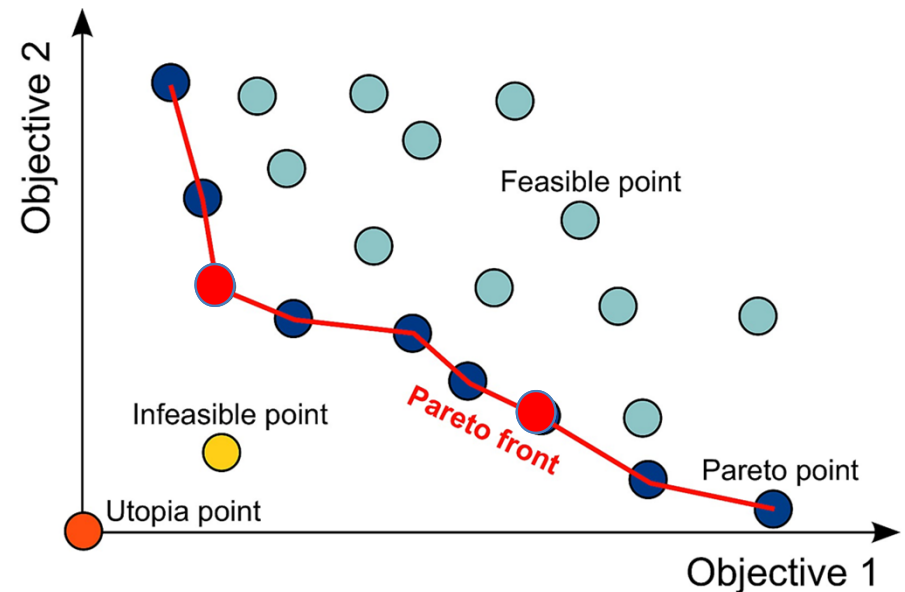 Objective 2
Feasible point
Infeasible point
Pareto front
Pareto point
Utopia point
Objective 1